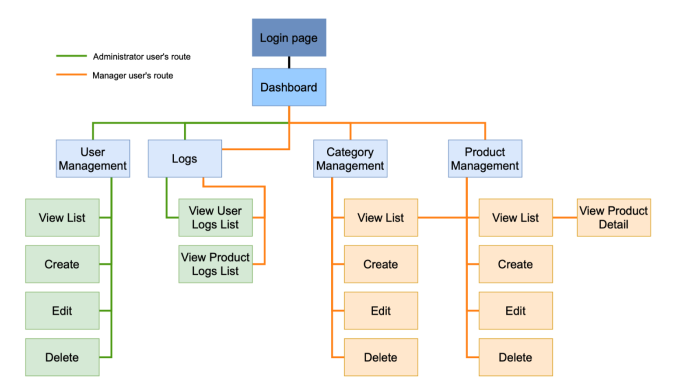 Login page
Administrator user's route
Manager user's route
Dashboard
User
Management
Logs
Category
Management
Product
Management
View List
View User
Logs List
View List
View List
View Product
Detail
Create
View Product
Logs List
Create
Create
Edit
Edit
Edit
Delete
Delete
Delete